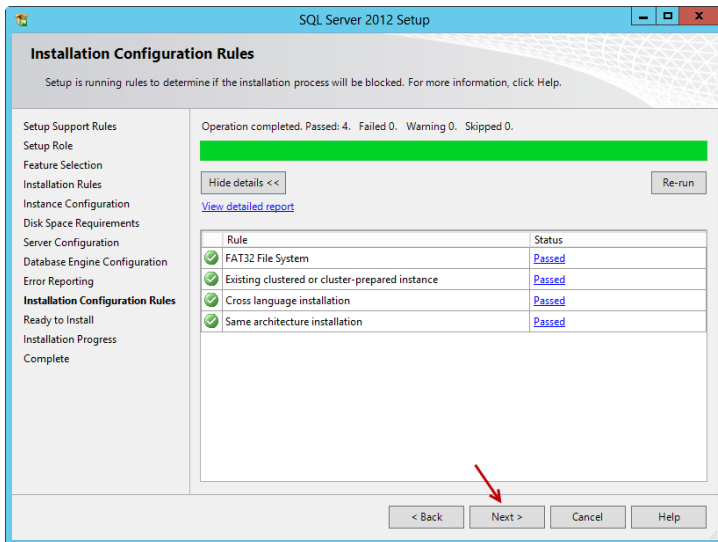 SQL Server 2012 Setup
Installation Configuration Rules
Setup is running rules to determine if the installation process will be blocked. For more information, click Help.
Setup Support Rules
Setup Role
Feature Selection
Installation Rules
Instance Configuration
Disk Space Requirements
Server Configuration
Database Engine Configuration
Error Reporting
Installation Configuration Rules
Ready to Install
Installation Progress
Complete
Operation completed. Passed: 4. Failed 0. Warning 0. Skipped 0.
Hide details << Re-run
View detailed report
Rule Status
FAT32 File System Passed
Existing clustered or cluster-prepared instance Passed
Cross language installation Passed
Same architecture installation Passed
< Back Next > Cancel Help